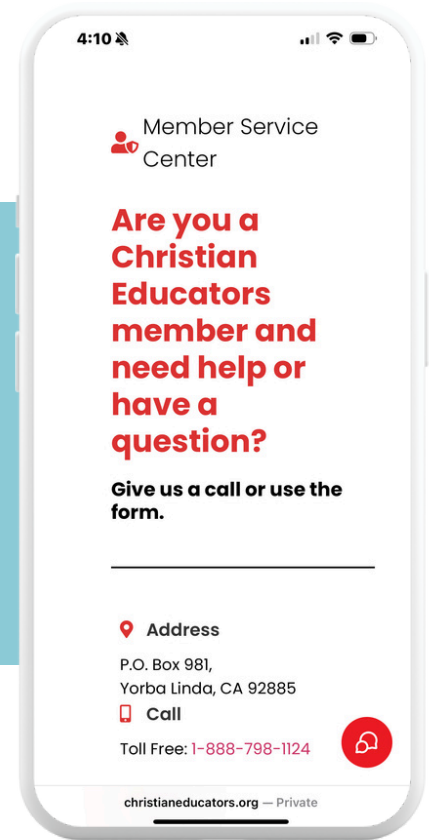 4:10
Member Service
Center
Are you a
Christian
Educators
member and
need help or
have a
question?
Give us a call or use the
form.
Address
P.O. Box 981,
Yorba Linda, CA 92885
Call
Toll Free: 1-888-798-1124
christianeducators.org — Private